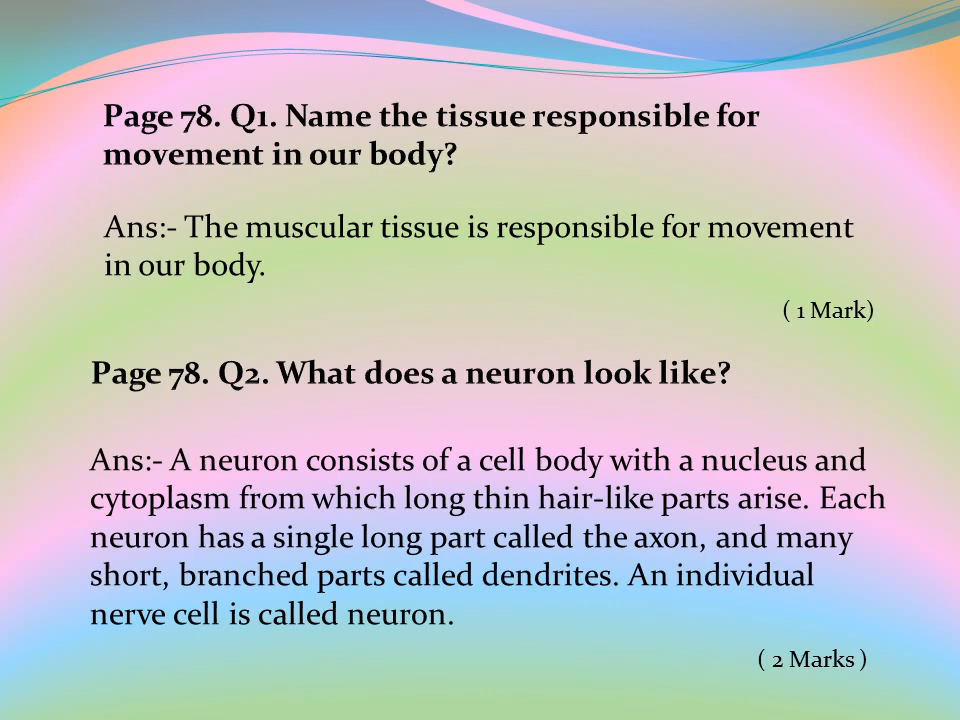 Page 78. Q1. Name the tissue responsible for
movement in our body?
Ans:- The muscular tissue is responsible for movement
in our body.
( 1 Mark)
Page 78. Q2. What does a neuron look like?
Ans:- A neuron consists of a cell body with a nucleus and
cytoplasm from which long thin hair-like parts arise. Each
neuron has a single long part called the axon, and many
short, branched parts called dendrites. An individual
nerve cell is called neuron.
( 2 Marks )